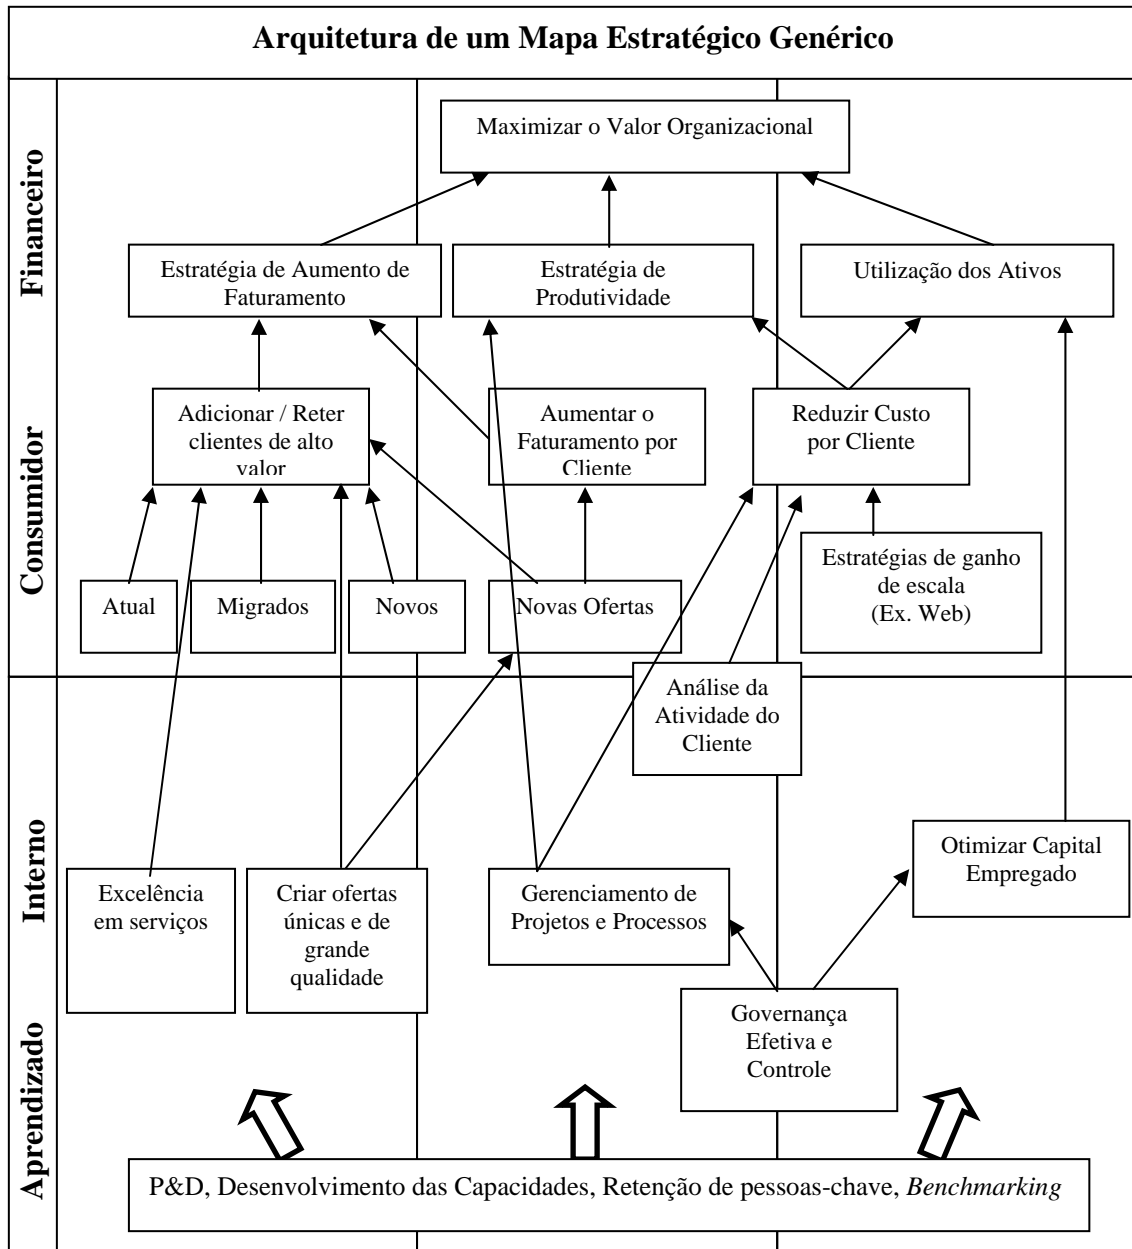 Arquitetura de um Mapa Estratégico Genérico
Financeiro
Maximizar o Valor Organizacional
Estratégia de Aumento de
Faturamento
Estratégia de
Produtividade
Utilização dos Ativos
Consumidor
Adicionar / Reter
clientes de alto
valor
Aumentar o
Faturamento por
Cliente
Reduzir Custo
por Cliente
Atual
Migrados
Novos
Novas Ofertas
Estratégias de ganho
de escala
(Ex. Web)
Interno
Análise da
Atividade do
Cliente
Excelência
em serviços
Criar ofertas
únicas e de
grande
qualidade
Gerenciamento de
Projetos e Processos
Otimizar Capital
Empregado
Aprendizado
Governança
Efetiva e
Controle
P&D, Desenvolvimento das Capacidades, Retenção de pessoas-chave, Benchmarking